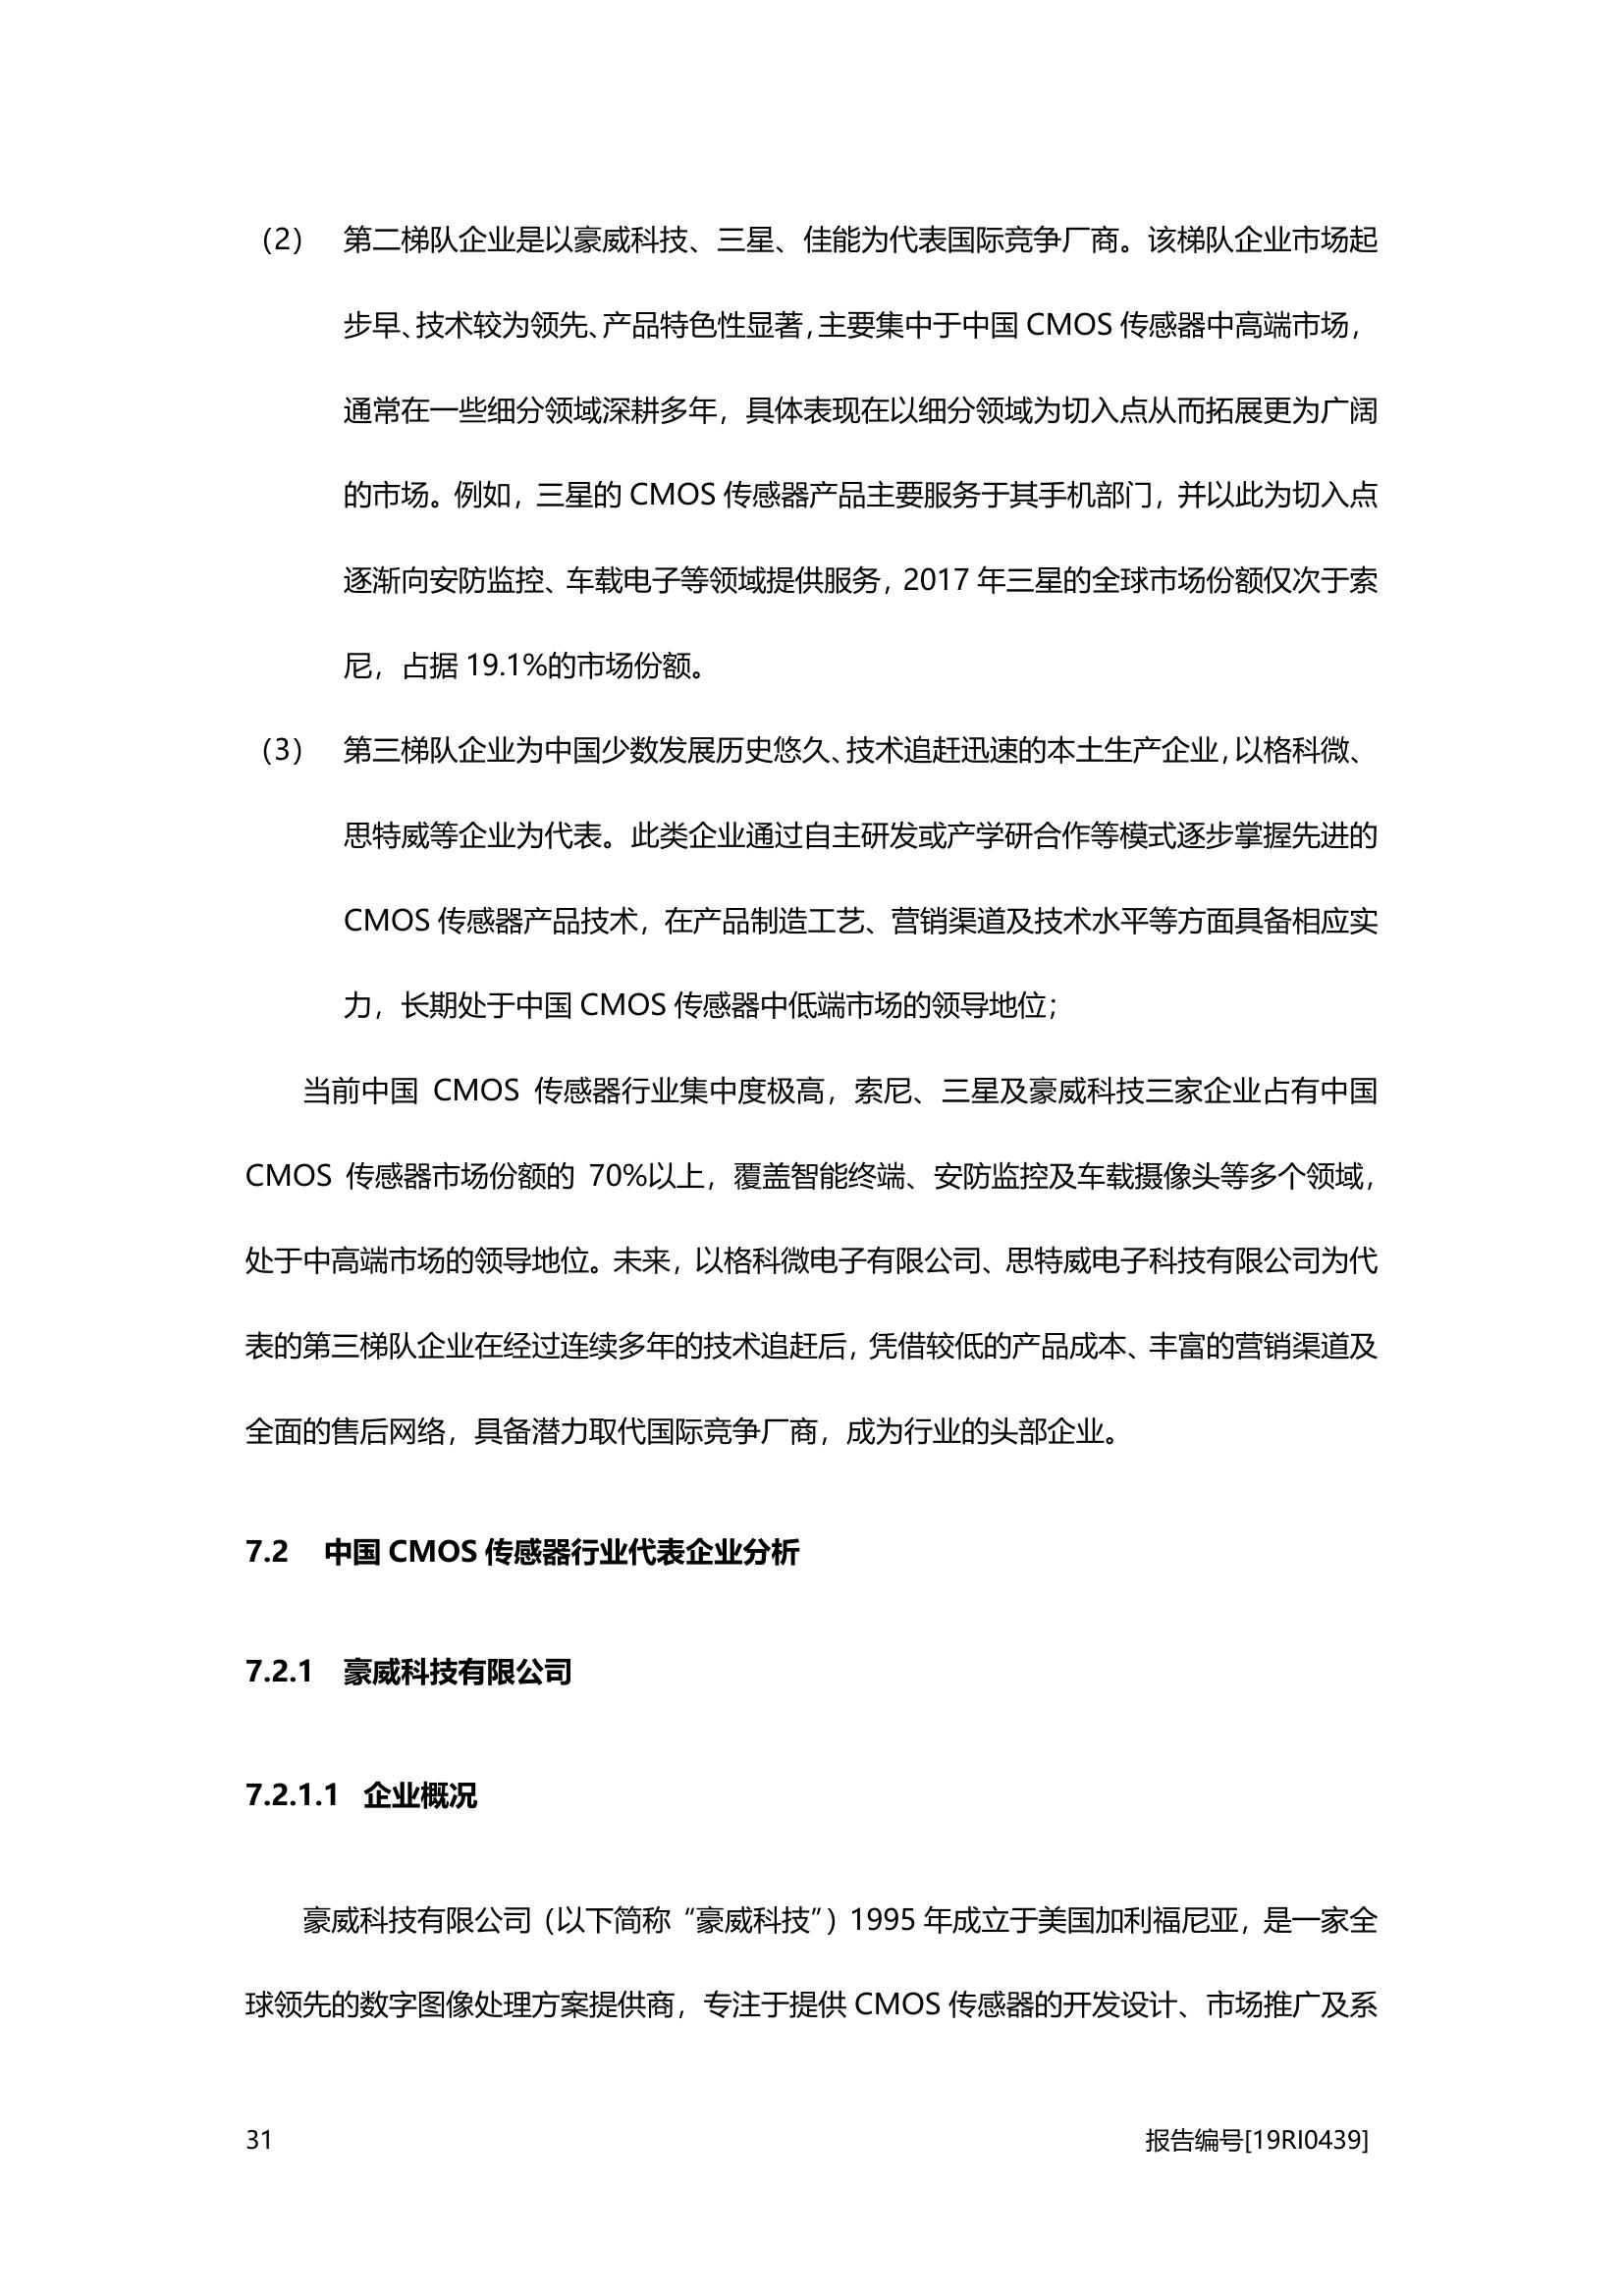 （2） 第二梯队企业是以豪威科技、三星、佳能为代表国际竞争厂商。该梯队企业市场起
步早、技术较为领先、产品特色性显著，主要集中于中国 CMOS 传感器中高端市场，
通常在一些细分领域深耕多年，具体表现在以细分领域为切入点从而拓展更为广阔
的市场。例如，三星的 CMOS 传感器产品主要服务于其手机部门，并以此为切入点
逐渐向安防监控、车载电子等领域提供服务，2017 年三星的全球市场份额仅次于索
尼，占据 19.1%的市场份额。
（3） 第三梯队企业为中国少数发展历史悠久、技术追赶迅速的本土生产企业，以格科微、
思特威等企业为代表。此类企业通过自主研发或产学研合作等模式逐步掌握先进的
CMOS 传感器产品技术，在产品制造工艺、营销渠道及技术水平等方面具备相应实
力，长期处于中国 CMOS 传感器中低端市场的领导地位；
当前中国 CMOS 传感器行业集中度极高，索尼、三星及豪威科技三家企业占有中国
CMOS 传感器市场份额的 70%以上，覆盖智能终端、安防监控及车载摄像头等多个领域，
处于中高端市场的领导地位。未来，以格科微电子有限公司、思特威电子科技有限公司为代
表的第三梯队企业在经过连续多年的技术追赶后，凭借较低的产品成本、丰富的营销渠道及
全面的售后网络，具备潜力取代国际竞争厂商，成为行业的头部企业。
7.2 中国 CMOS 传感器行业代表企业分析
7.2.1 豪威科技有限公司
7.2.1.1 企业概况
豪威科技有限公司（以下简称“豪威科技”）1995 年成立于美国加利福尼亚，是一家全
球领先的数字图像处理方案提供商，专注于提供 CMOS 传感器的开发设计、市场推广及系
31 报告编号[19RI0439]